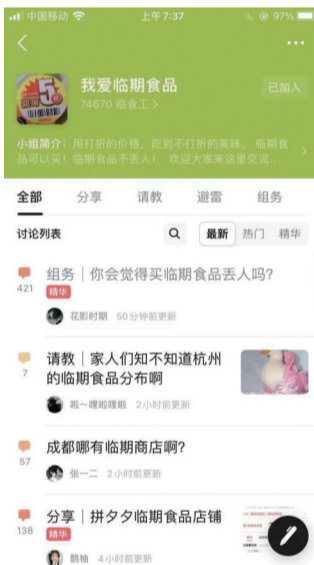 中国移动 上午7:37 97%
5折
我爱临期食品
74670 临食工 >
已加入
小组简介：用打折的价格，吃到不打折的美味。 临期食
品可以买！临期食品不丢人！ 欢迎大家来这里交流...
全部 分享 请教 避雷 组务
讨论列表 最新 热门 精华
组务｜你会觉得买临期食品丢人吗？
421
精华
花影时期 50分钟前更新
请教｜家人们知不知道杭州
7
的临期食品分布啊
啦～哩啦哩啦 2小时前更新
成都哪有临期商店啊？
57
张一二 2小时前更新
分享｜拼夕夕临期食品店铺
138
精华
鹊柚 4小时前更新